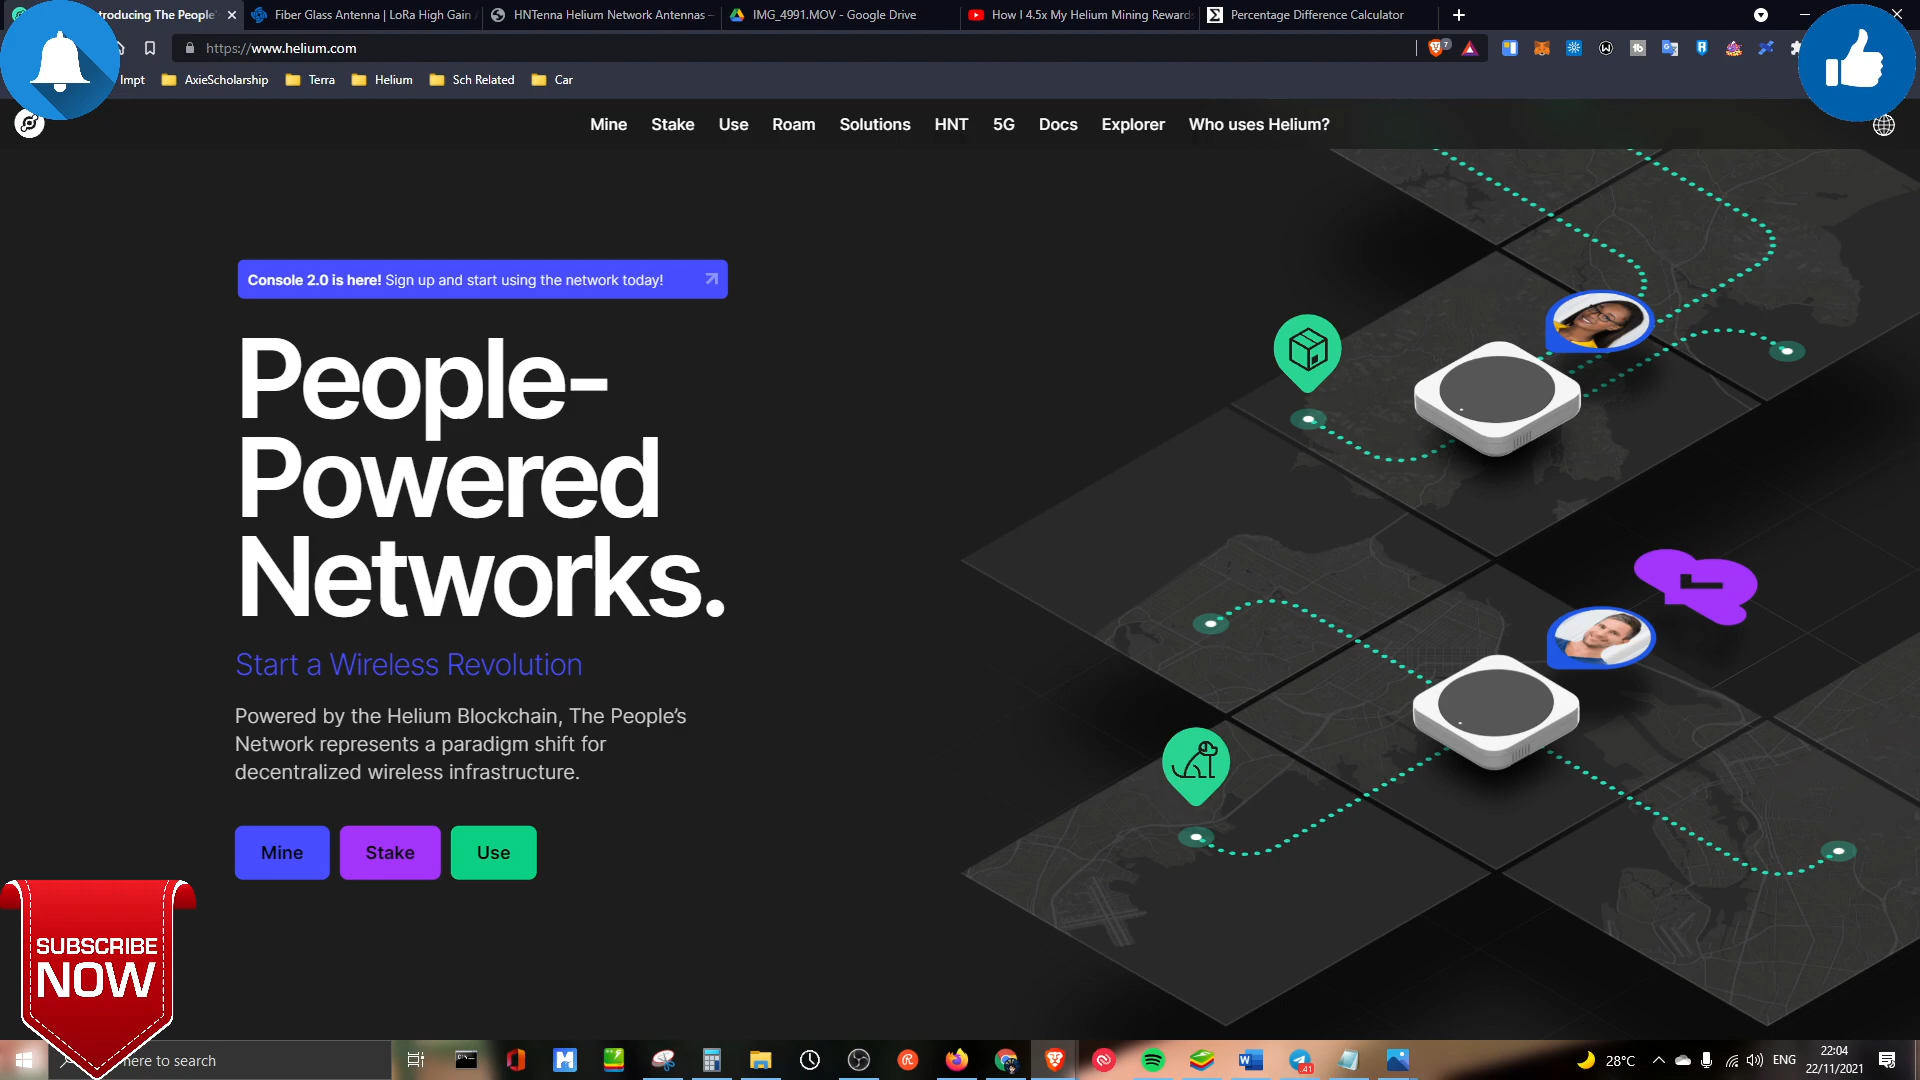 troducing The People'
Fiber Glass Antenna | LoRa High Gain
HNTenna Helium Network Antennas –
IMG_4991.MOV - Google Drive
How I 4.5x My Helium Mining Rewards
Percentage Difference Calculator
https://www.helium.com
7
Impt
AxieScholarship
Terra
Helium
Sch Related
Car
Mine
Stake
Use
Roam
Solutions
HNT
5G
Docs
Explorer
Who uses Helium?
Console 2.0 is here! Sign up and start using the network today!
People-
Powered
Networks.
Start a Wireless Revolution
Powered by the Helium Blockchain, The People's
Network represents a paradigm shift for
decentralized wireless infrastructure.
Mine
Stake
Use
SUBSCRIBE
NOW
here to search
41
28°C
ENG
22:04
22/11/2021